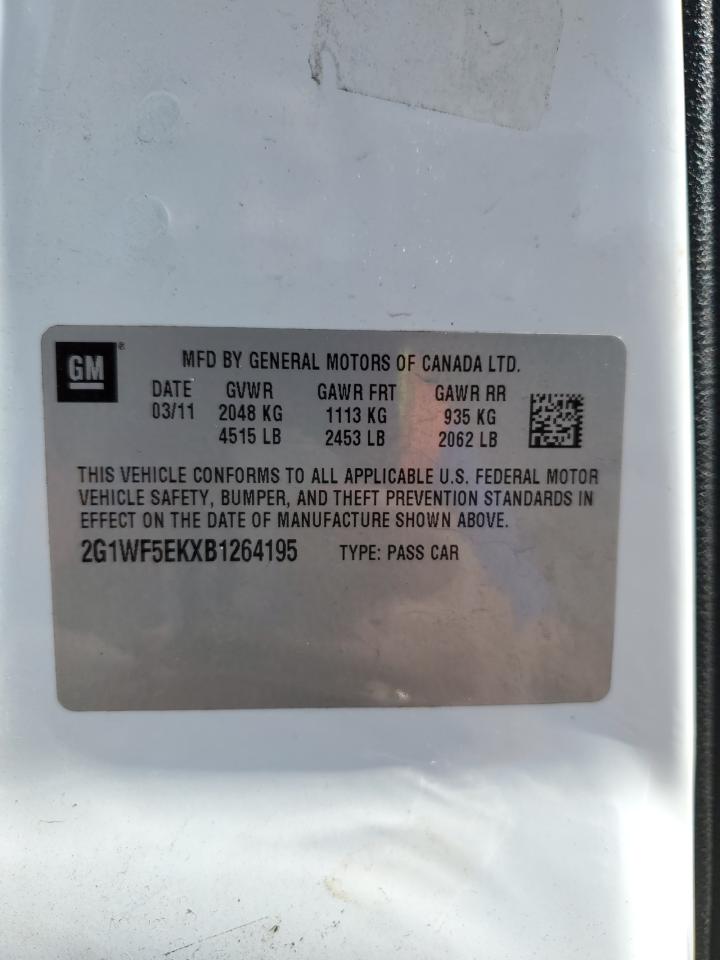 GM
MFD BY GENERAL MOTORS OF CANADA LTD.
DATE GVWR GAWR FRT GAWR RR
03/11 2048 KG 1113 KG 935 KG
4515 LB 2453 LB 2062 LB
THIS VEHICLE CONFORMS TO ALL APPLICABLE U.S. FEDERAL MOTOR
VEHICLE SAFETY, BUMPER, AND THEFT PREVENTION STANDARDS IN
EFFECT ON THE DATE OF MANUFACTURE SHOWN ABOVE.
2G1WF5EKXB1264195 TYPE: PASS CAR